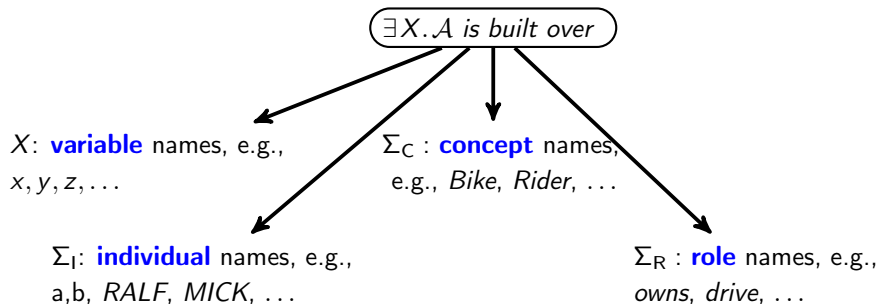 ∃X.𝒜 is built over
X: variable names, e.g.,
x, y, z, . . .
Σ_C : concept names,
e.g., Bike, Rider, . . .
Σ_I: individual names, e.g.,
a,b, RALF, MICK, . . .
Σ_R : role names, e.g.,
owns, drive, . . .